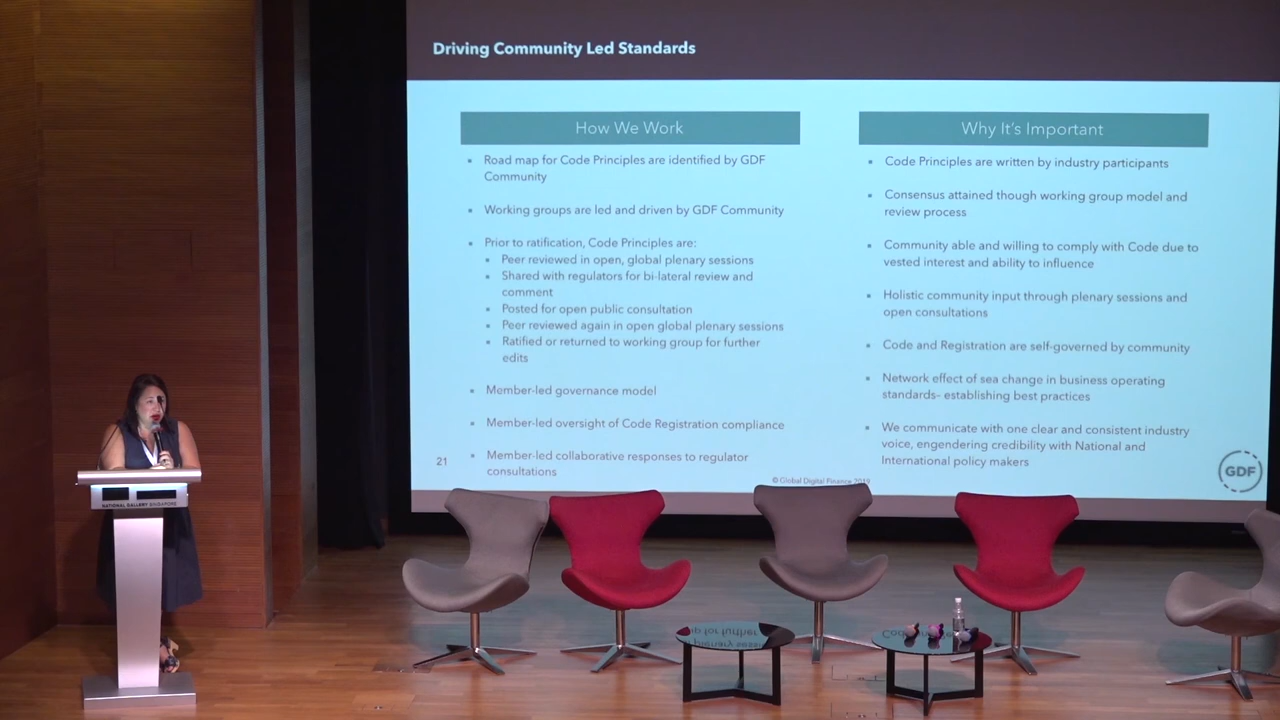 Driving Community Led Standards
How We Work
Road map for Code Principles are identified by GDF
Community
Working groups are led and driven by GDF Community
Prior to ratification, Code Principles are:
Peer reviewed in open, global plenary sessions
Shared with regulators for bi-lateral review and
comment
Posted for open public consultation
Peer reviewed again in open global plenary sessions
Ratified or returned to working group for further
edits
Member-led governance model
Member-led oversight of Code Registration compliance
Member-led collaborative responses to regulator
consultations
Why It's Important
Code Principles are written by industry participants
Consensus attained though working group model and
review process
Community able and willing to comply with Code due to
vested interest and ability to influence
Holistic community input through plenary sessions and
open consultations
Code and Registration are self-governed by community
Network effect of sea change in business operating
standards– establishing best practices
We communicate with one clear and consistent industry
voice, engendering credibility with National and
International policy makers
21
© Global Digital Finance 2019
GDF
NATIONAL GALLERY SINGAPORE